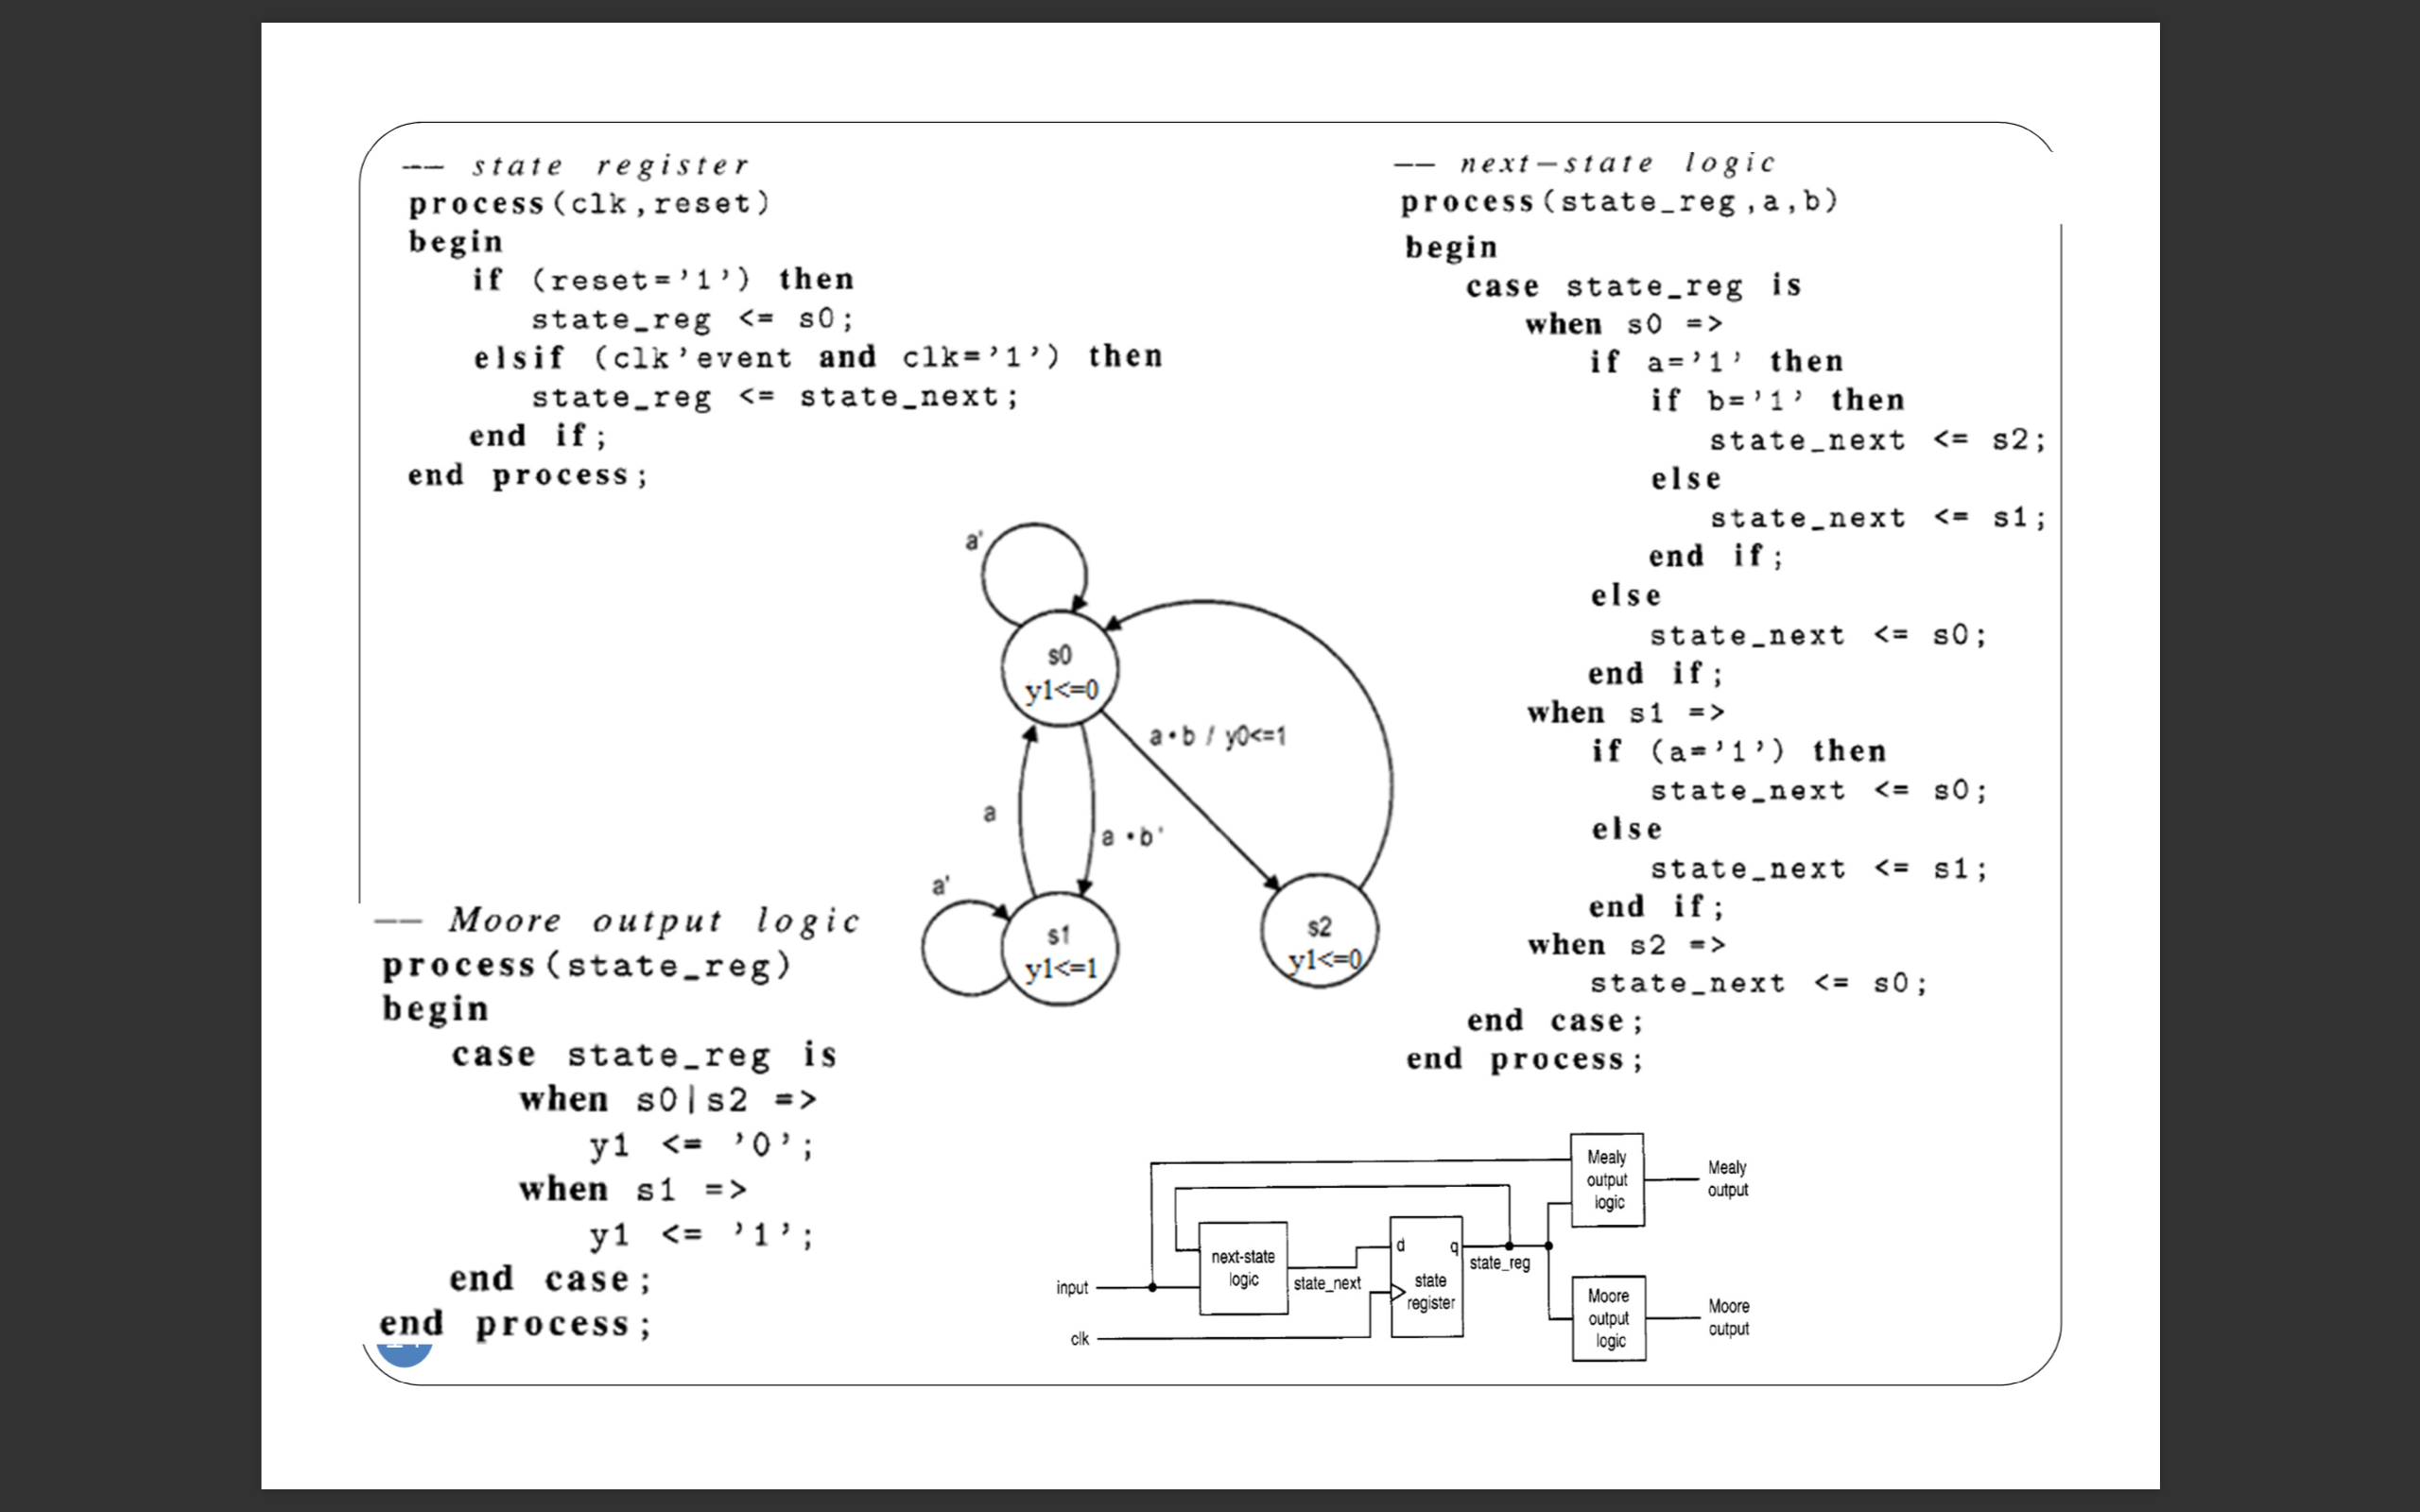 -- state register
process(clk,reset)
begin
if (reset='1') then
state_reg <= s0;
elsif (clk'event and clk='1') then
state_reg <= state_next;
end if;
end process;
-- next-state logic
process(state_reg,a,b)
begin
case state_reg is
when s0 =>
if a='1' then
if b='1' then
state_next <= s2;
else
state_next <= s1;
end if;
else
state_next <= s0;
end if;
when s1 =>
if (a='1') then
state_next <= s0;
else
state_next <= s1;
end if;
when s2 =>
state_next <= s0;
end case;
end process;
a'
s0
y1<=0
a•b / y0<=1
a
a •b'
a'
s1
y1<=1
s2
y1<=0
-- Moore output logic
process(state_reg)
begin
case state_reg is
when s0|s2 =>
y1 <= '0';
when s1 =>
y1 <= '1';
end case;
end process;
input
clk
next-state
logic
state_next
d
q
state
register
state_reg
Mealy
output
logic
Mealy
output
Moore
output
logic
Moore
output